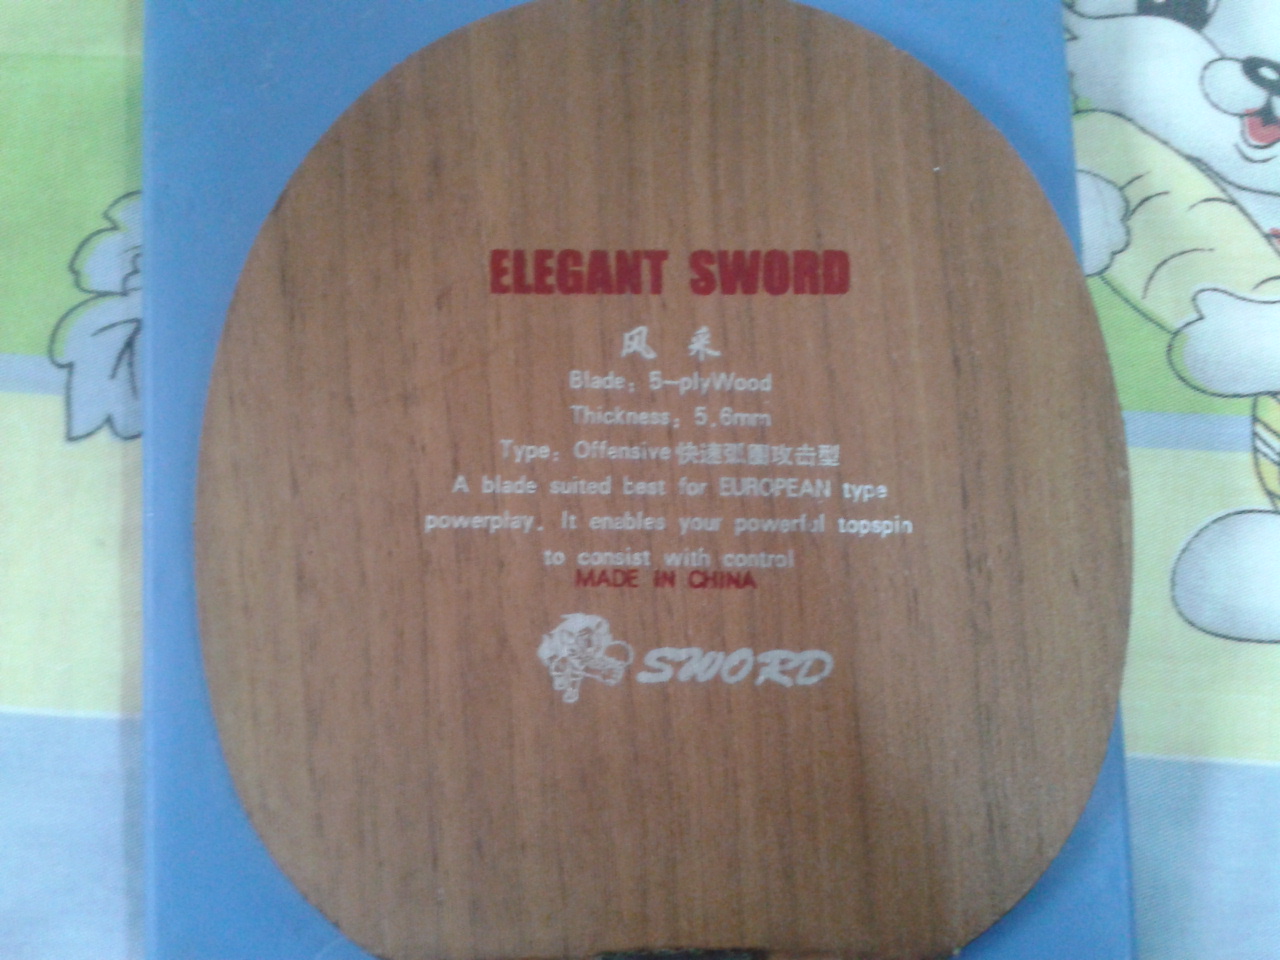 ELEGANT SWORD
风 采
Blade: 5-plyWood
Thickness: 5.6mm
Type: Offensive 快速弧圈攻击型
A blade suited best for EUROPEAN type
powerplay. It enables your powerful topspin
to consist with control
MADE IN CHINA
SWORD